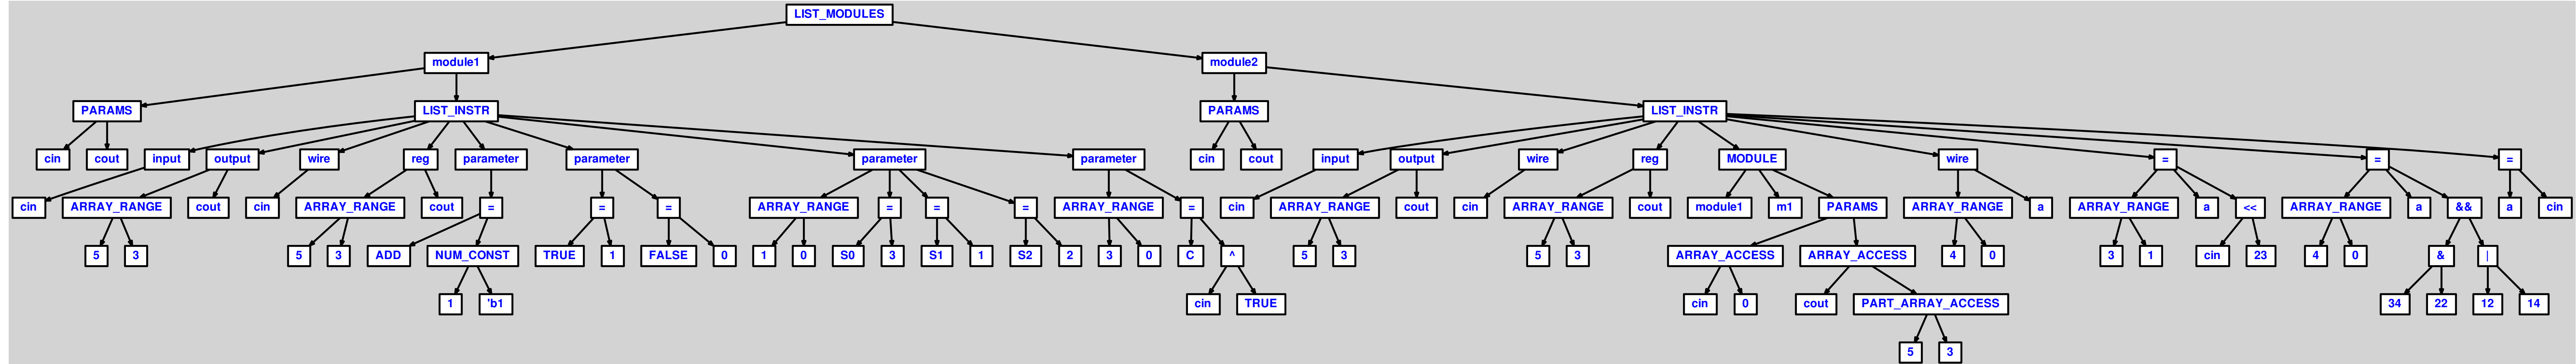 LIST_MODULES
module1 module2
PARAMS LIST_INSTR PARAMS LIST_INSTR
cin cout input output wire reg parameter parameter parameter parameter cin cout input output wire reg MODULE wire = = =
cin ARRAY_RANGE cout cin ARRAY_RANGE cout = = = ARRAY_RANGE = = = ARRAY_RANGE = cin ARRAY_RANGE cout cin ARRAY_RANGE cout module1 m1 PARAMS ARRAY_RANGE a ARRAY_RANGE a << ARRAY_RANGE a && a cin
5 3 5 3 ADD NUM_CONST TRUE 1 FALSE 0 1 0 S0 3 S1 1 S2 2 3 0 C ^ 5 3 5 3 ARRAY_ACCESS ARRAY_ACCESS 4 0 3 1 cin 23 4 0 & |
1 'b1 cin TRUE cin 0 cout PART_ARRAY_ACCESS 34 22 12 14
5 3